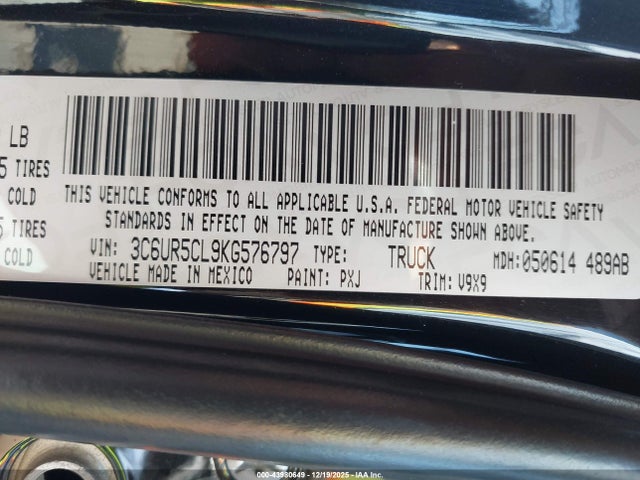 LB
5 TIRES
COLD
5 TIRES
COLD
THIS VEHICLE CONFORMS TO ALL APPLICABLE U.S.A. FEDERAL MOTOR VEHICLE SAFETY
STANDARDS IN EFFECT ON THE DATE OF MANUFACTURE SHOWN ABOVE.
VIN: 3C6UR5CL9KG576797 TYPE: TRUCK MDH:050614 489AB
VEHICLE MADE IN MEXICO PAINT: PXJ TRIM: V9X9
000-43980649 - 12/19/2025 - IAAI